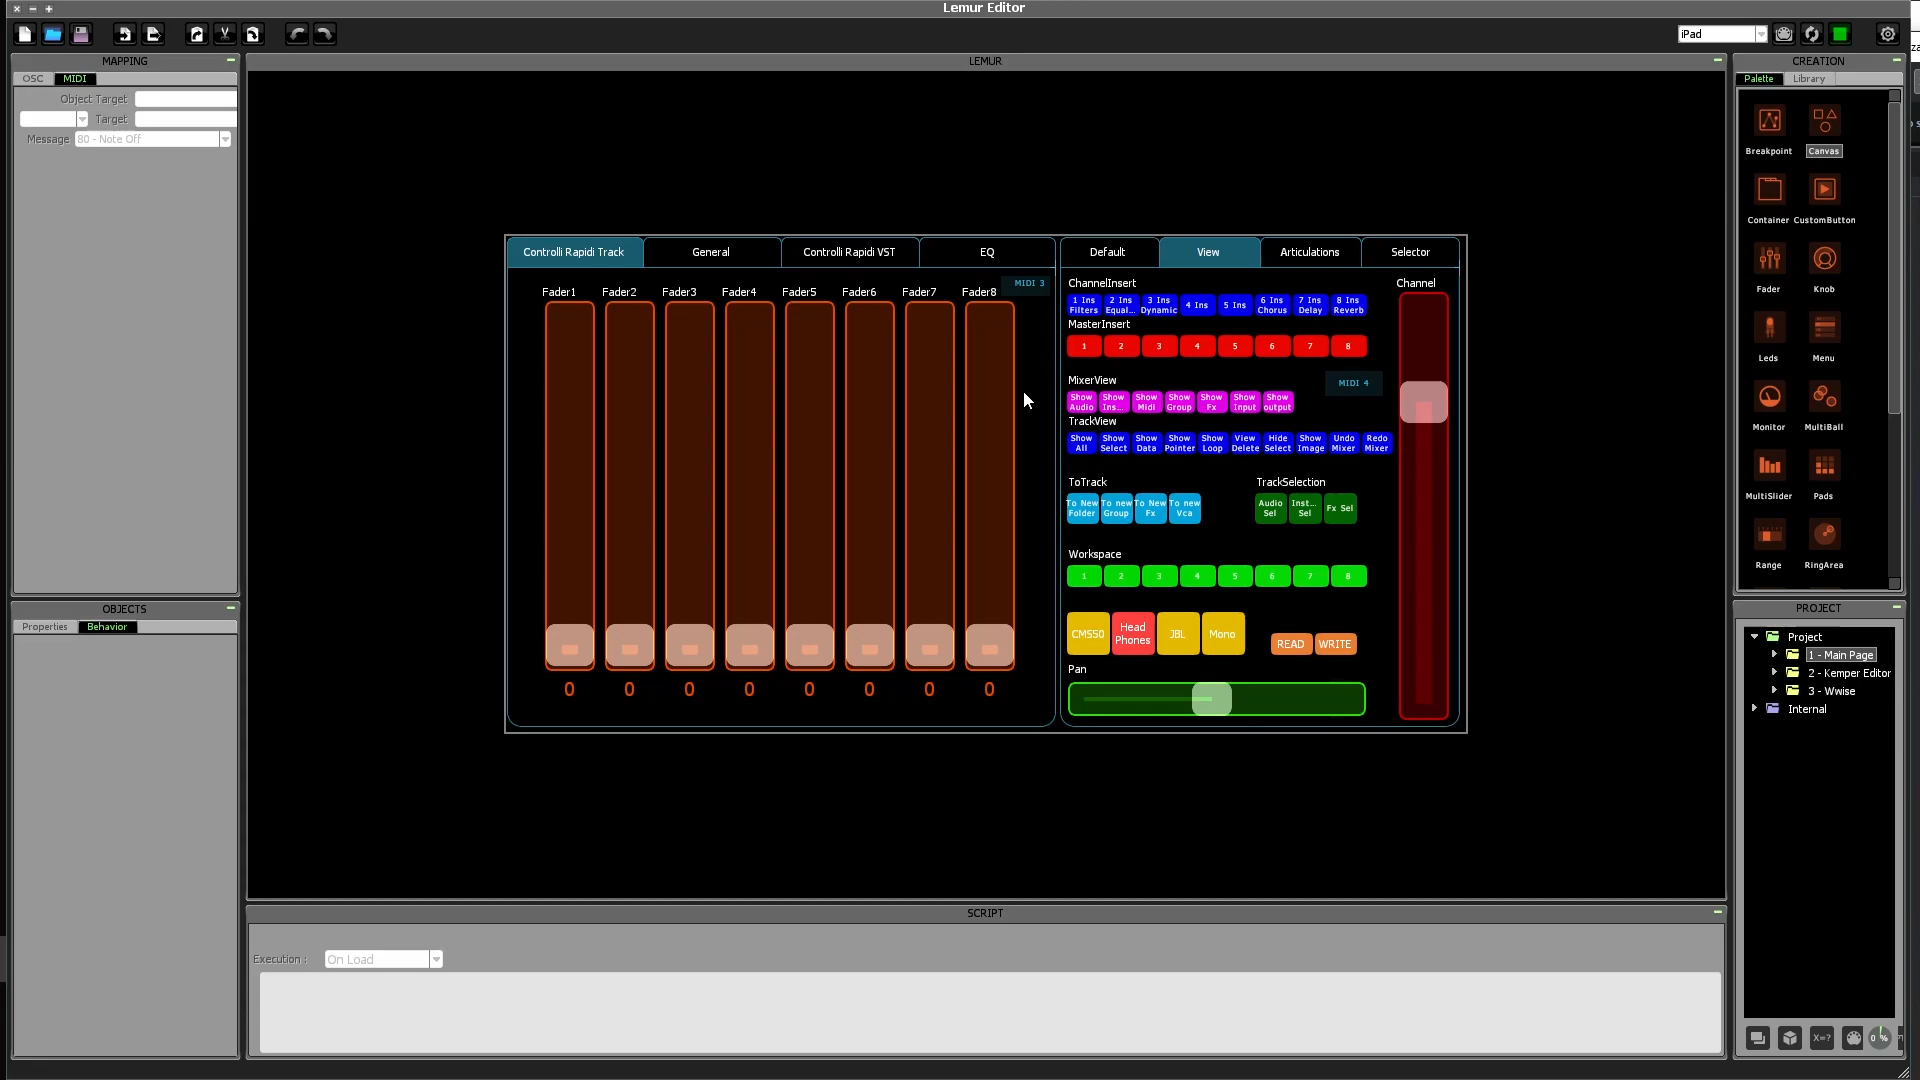 Lemur Editor
iPad
MAPPING
OSC MIDI
Object Target
Target
Message 80 - Note Off
OBJECTS
Properties Behavior
LEMUR
Controlli Rapidi Track General Controlli Rapidi VST EQ
MIDI 3
Fader1 Fader2 Fader3 Fader4 Fader5 Fader6 Fader7 Fader8
0 0 0 0 0 0 0 0
Default View Articulations Selector
ChannelInsert
Channel
1 Ins Filters
2 Ins Equal...
3 Ins Dynamic
4 Ins
5 Ins
6 Ins Chorus
7 Ins Delay
8 Ins Reverb
MasterInsert
1 2 3 4 5 6 7 8
MixerView
MIDI 4
Show Audio
Show Ins...
Show Midi
Show Group
Show Fx
Show Input
Show output
TrackView
Show All
Show Select
Show Data
Show Pointer
Show Loop
View Delete
Hide Select
Show Image
Undo Mixer
Redo Mixer
ToTrack
To New Folder
To new Group
To New Fx
To new Vca
TrackSelection
Audio Sel
Inst... Sel
Fx Sel
Workspace
1 2 3 4 5 6 7 8
CMS50
Head Phones
JBL
Mono
READ WRITE
Pan
SCRIPT
Execution : On Load
CREATION
Palette Library
Breakpoint Canvas
Container CustomButton
Fader Knob
Leds Menu
Monitor MultiBall
MultiSlider Pads
Range RingArea
PROJECT
Project
1 - Main Page
2 - Kemper Editor
3 - Wwise
Internal
X=?
0 %